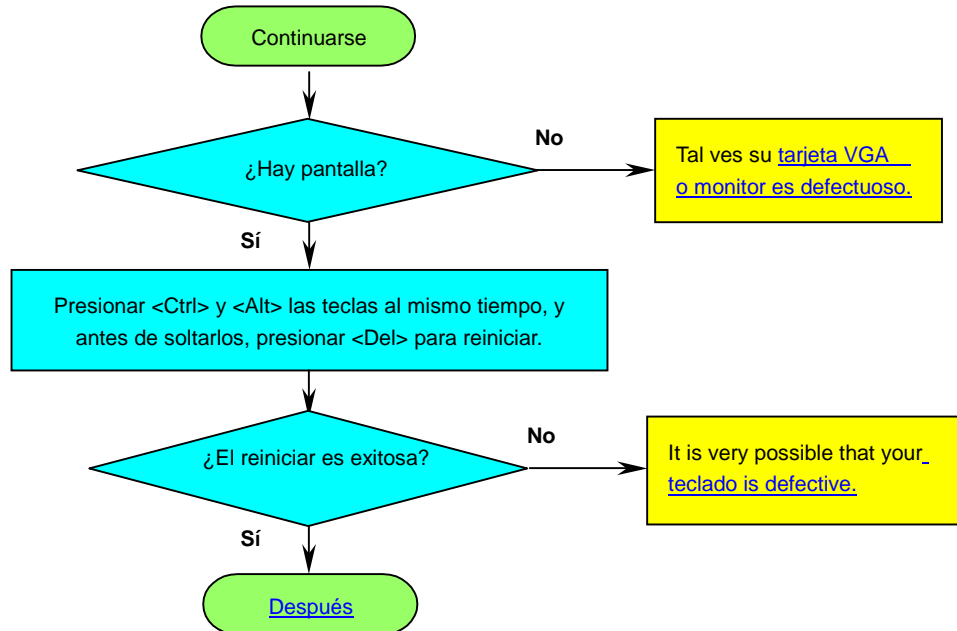 Continuarse
¿Hay pantalla?
No
Tal ves su tarjeta VGA
o monitor es defectuoso.
Sí
Presionar <Ctrl> y <Alt> las teclas al mismo tiempo, y
antes de soltarlos, presionar <Del> para reiniciar.
¿El reiniciar es exitosa?
No
It is very possible that your
teclado is defective.
Sí
Después